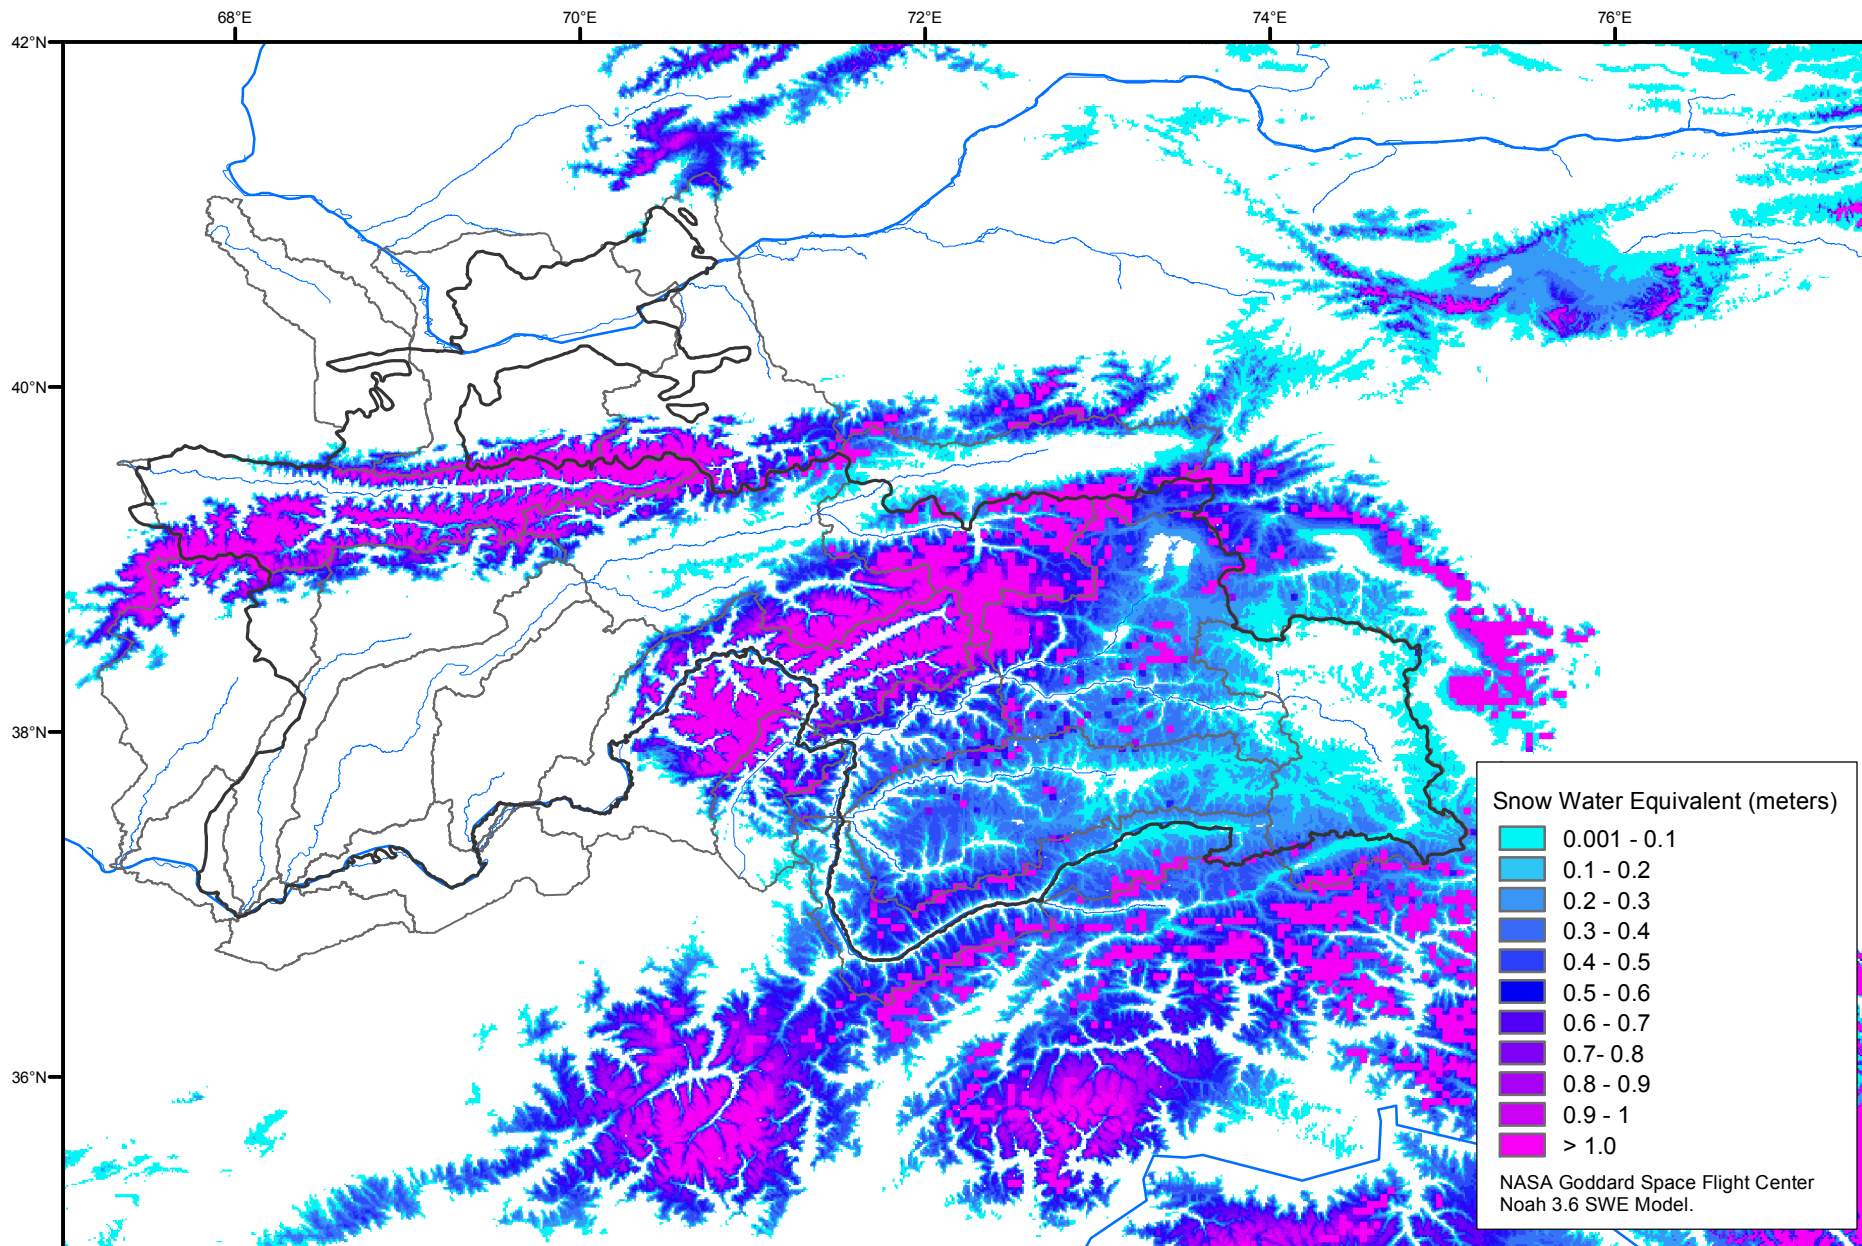 68°E 70°E 72°E 74°E 76°E
42°N
40°N
38°N
36°N
Snow Water Equivalent (meters)
0.001 - 0.1
0.1 - 0.2
0.2 - 0.3
0.3 - 0.4
0.4 - 0.5
0.5 - 0.6
0.6 - 0.7
0.7- 0.8
0.8 - 0.9
0.9 - 1
> 1.0
NASA Goddard Space Flight Center
Noah 3.6 SWE Model.